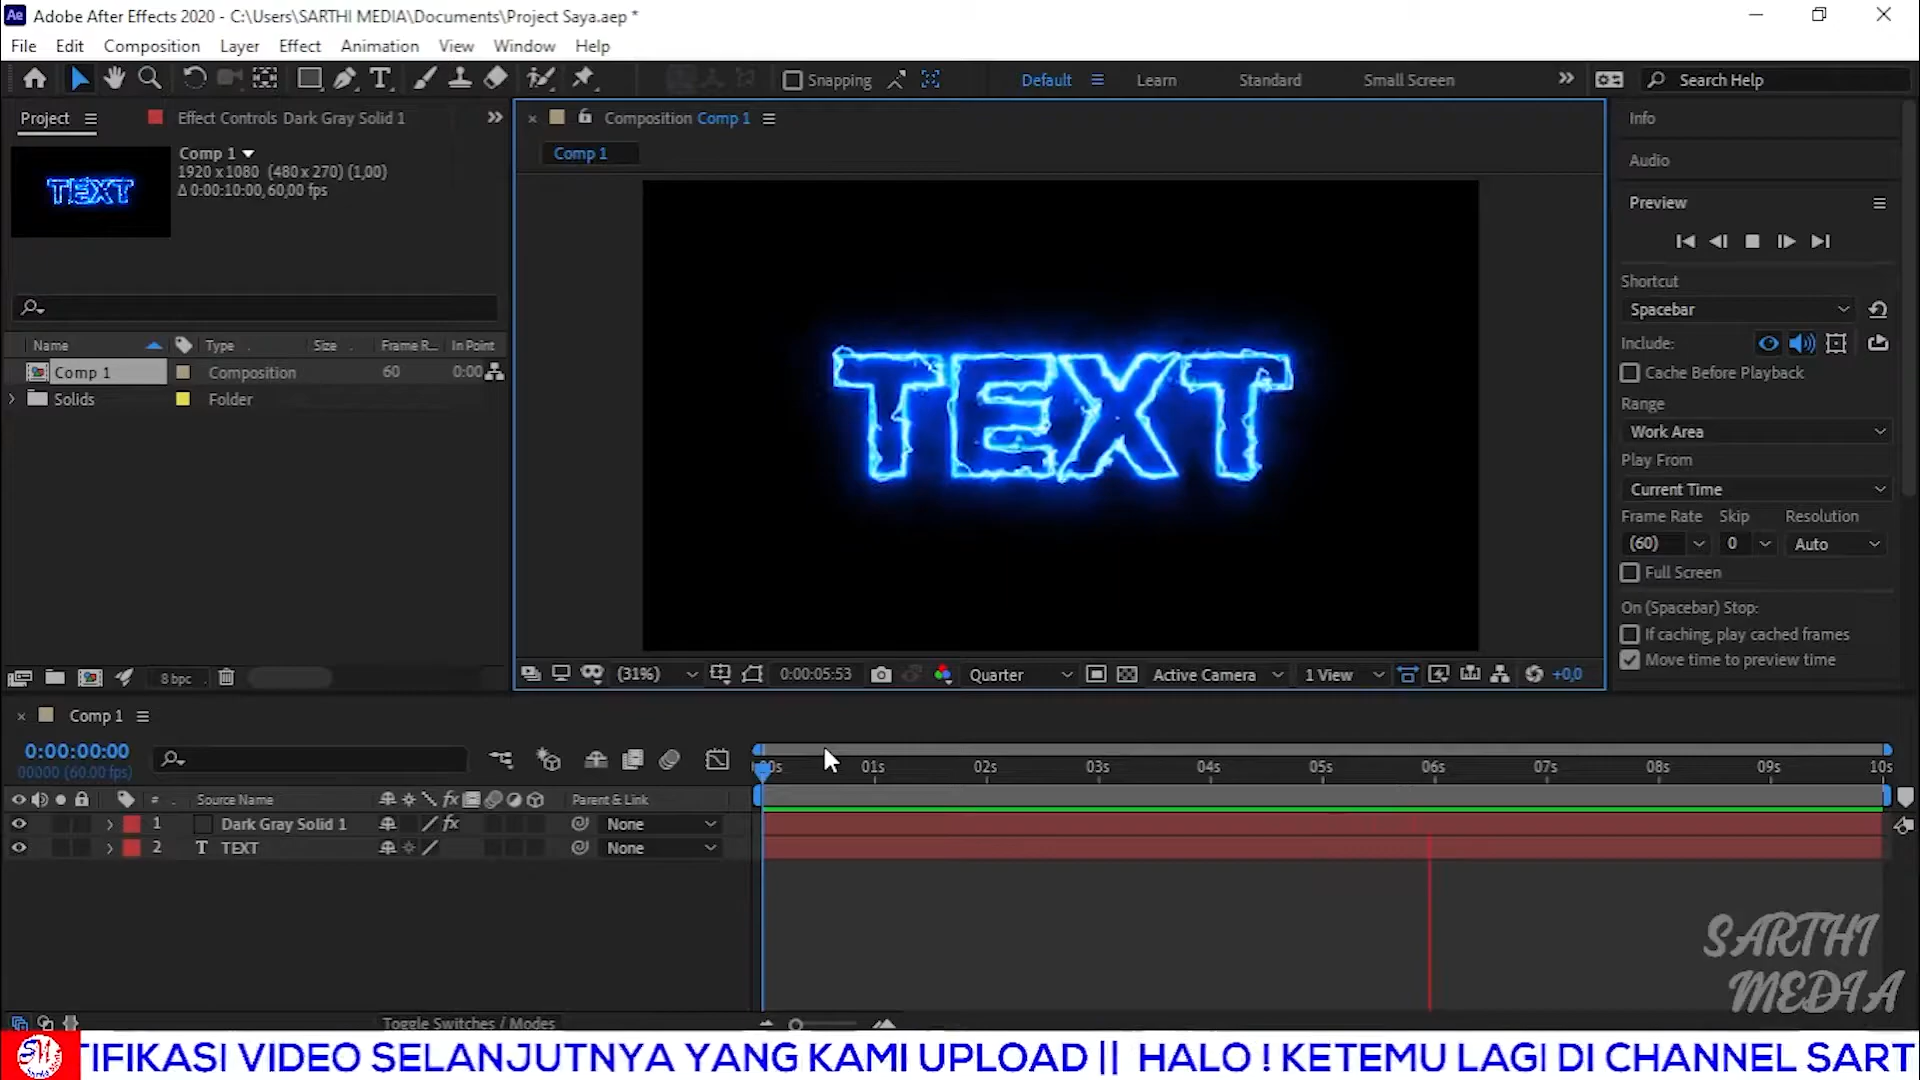 Adobe After Effects 2020 - C:\Users\SARTHI MEDIA\Documents\Project Saya.aep *
File Edit Composition Layer Effect Animation View Window Help
Snapping Default Learn Standard Small Screen Search Help
Project Effect Controls Dark Gray Solid 1
Composition Comp 1
Info
Comp 1
1920 x 1080 (480 x 270) (1,00)
Δ 0:00:10:00, 60,00 fps
TEXT
Comp 1
Audio
Preview
TEXT
Shortcut
Spacebar
Include:
Cache Before Playback
Range
Work Area
Play From
Current Time
Frame Rate Skip Resolution
(60) 0 Auto
Full Screen
On (Spacebar) Stop:
If caching, play cached frames
Move time to preview time
Name Type Size Frame R... In Point
Comp 1 Composition 60 0:00
Solids Folder
8 bpc
(31%) 0:00:05:53 Quarter Active Camera 1 View +0,0
Comp 1
0:00:00:00
00000 (60.00 fps)
:00s 01s 02s 03s 04s 05s 06s 07s 08s 09s 10s
# Source Name Parent & Link
1 Dark Gray Solid 1 fx None
2 T TEXT None
Toggle Switches / Modes
SARTHI
MEDIA
TIFIKASI VIDEO SELANJUTNYA YANG KAMI UPLOAD || HALO ! KETEMU LAGI DI CHANNEL SART